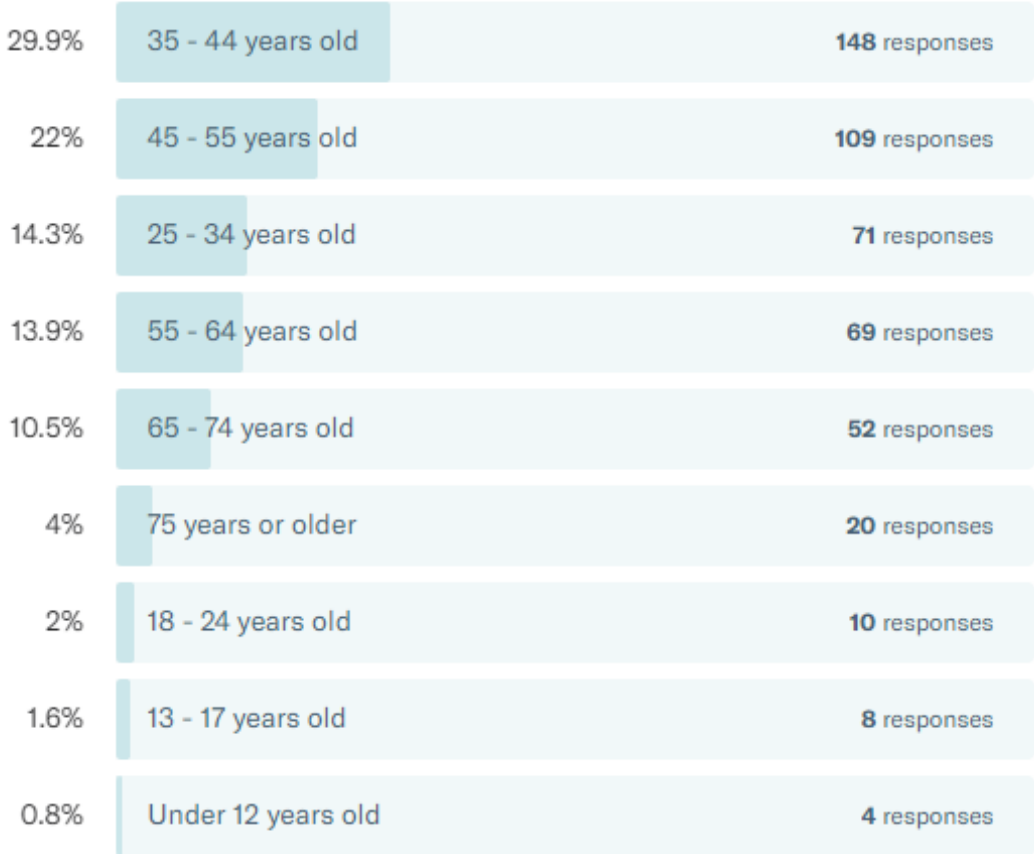 29.9% 35 - 44 years old 148 responses
22% 45 - 55 years old 109 responses
14.3% 25 - 34 years old 71 responses
13.9% 55 - 64 years old 69 responses
10.5% 65 - 74 years old 52 responses
4% 75 years or older 20 responses
2% 18 - 24 years old 10 responses
1.6% 13 - 17 years old 8 responses
0.8% Under 12 years old 4 responses